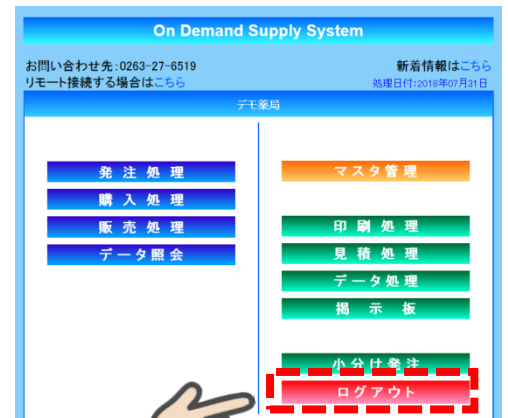 On Demand Supply System
お問い合わせ先:0263-27-6519
新着情報はこちら
リモート接続する場合はこちら
処理日付:2018年07月31日
デモ薬局
発注処理
マスタ管理
購入処理
販売処理
印刷処理
データ照会
見積処理
データ処理
掲示板
小分け発注
ログアウト